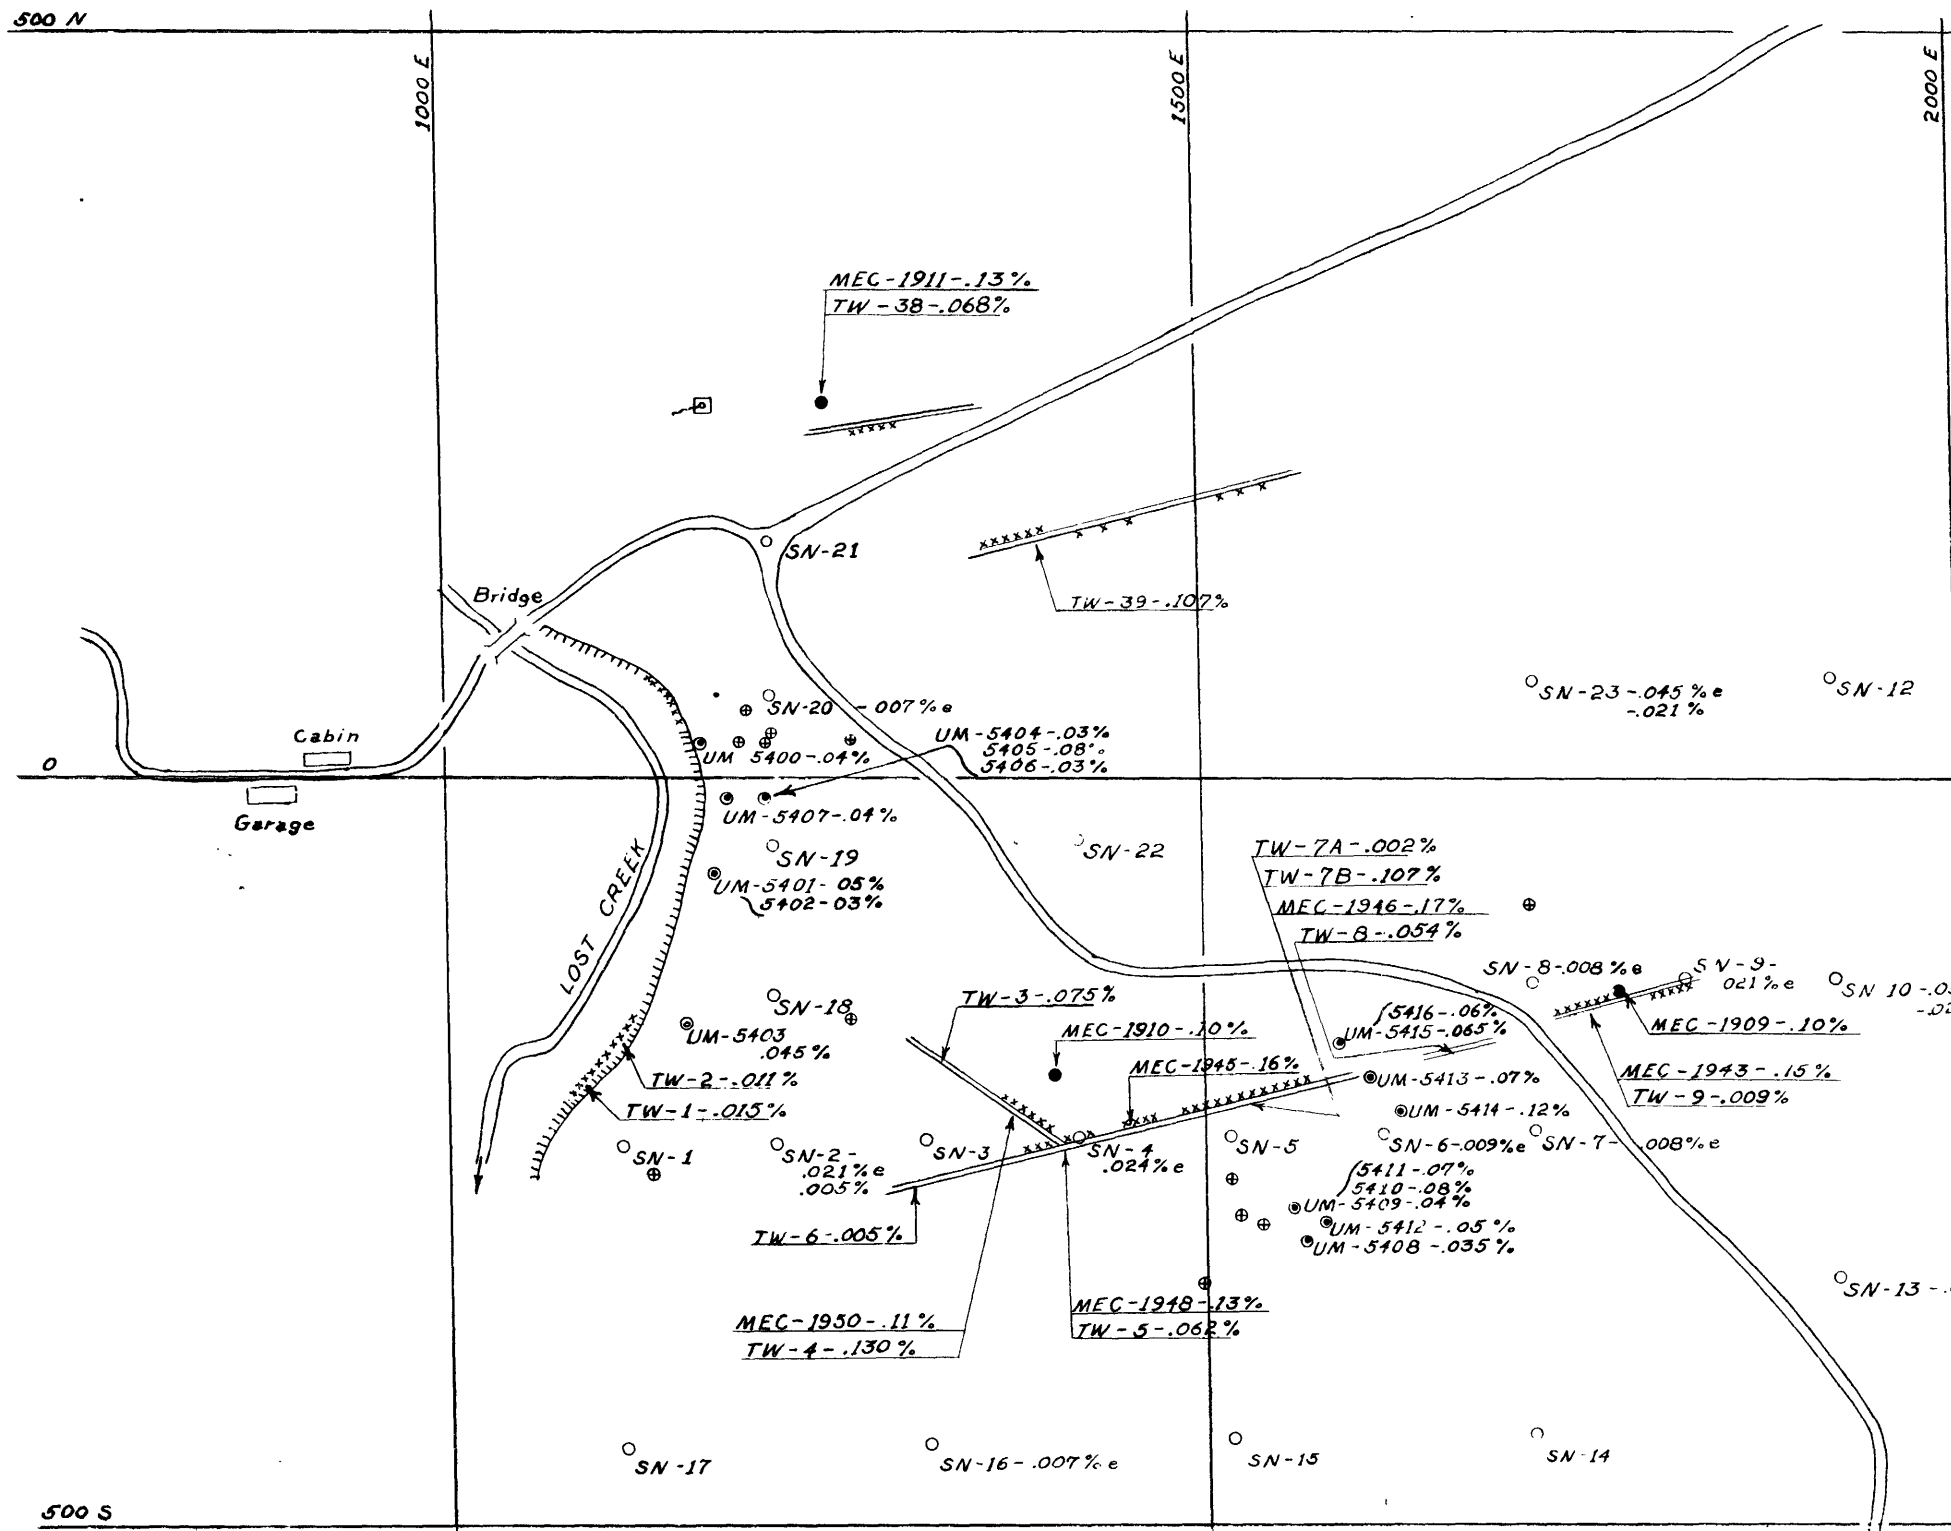 500 N
1000 E
1500 E
2000 E
MEC-1911-.13%
TW-38-.068%
SN-21
Bridge
TW-39-.107%
SN-23-.045%e
-.021%
SN-12
SN-20 -007%e
Cabin
UM 5400-.04%
UM-5404-.03%
5405-.08%
5406-.03%
0
Garage
UM-5407-.04%
SN-19
SN-22
UM-5401-05%
5402-03%
LOST CREEK
TW-7A-.002%
TW-7B-.107%
MEC-1946-.17%
TW-8-.054%
SN-8-.008%e
SN-9-
021%e
SN 10
SN-18
TW-3-.075%
MEC-1910-.10%
5416-.06%
UM-5415-.065%
MEC-1909-.10%
UM-5403
.045%
MEC-1945-.16%
TW-2-.011%
TW-1-.015%
UM-5413-.07%
MEC-1943-.15%
TW-9-.009%
UM-5414-.12%
SN-1
SN-2-
.021%e
.005%
SN-3
SN-4
.024%e
SN-5
SN-6-.009%e
SN-7-.008%e
5411-.07%
5410-.08%
UM-5409-.04%
UM-5412-.05%
UM-5408-.035%
TW-6-.005%
SN-13
MEC-1950-.11%
TW-4-.130%
MEC-1948-.13%
TW-5-.062%
SN-17
SN-16-.007%e
SN-15
SN-14
500 S